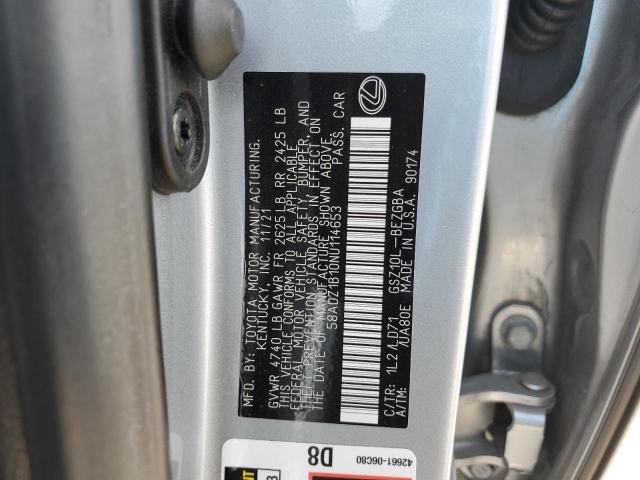 MFD. BY: TOYOTA MOTOR MANUFACTURING,
KENTUCKY, INC. 11/21
GVWR 4740 LB GAWR FR 2625 LB RR 2425 LB
THIS VEHICLE CONFORMS TO ALL APPLICABLE
FEDERAL MOTOR VEHICLE SAFETY, BUMPER, AND
THEFT PREVENTION STANDARDS IN EFFECT ON
THE DATE OF MANUFACTURE SHOWN ABOVE.
58ADZ1B10NU114653 PASS. CAR
C/TR: 1L2 /LD71 GSZ10L-BEZGBA
A/TM: /UA80E MADE IN U.S.A. 90174
D8
42661-06C80